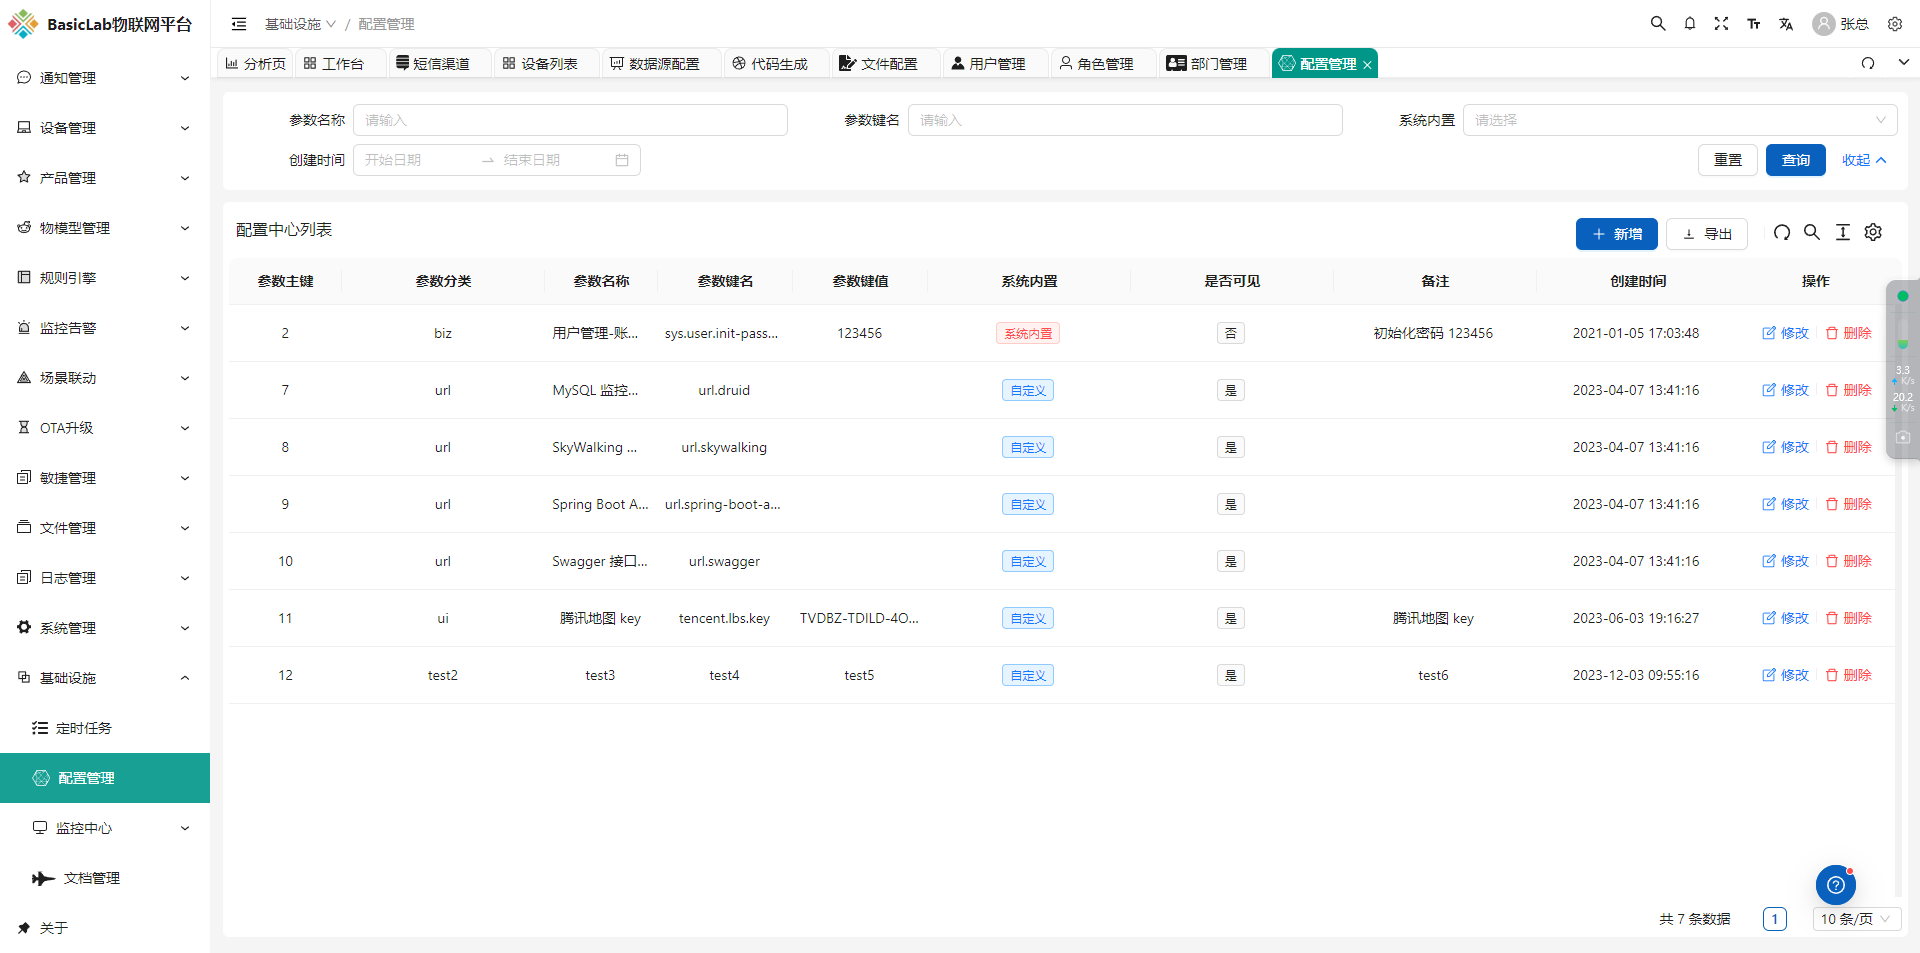 BasicLab物联网平台
基础设施 / 配置管理
张总
分析页 工作台 短信渠道 设备列表 数据源配置 代码生成 文件配置 用户管理 角色管理 部门管理 配置管理
通知管理
设备管理
产品管理
物模型管理
规则引擎
监控告警
场景联动
OTA升级
敏捷管理
文件管理
日志管理
系统管理
基础设施
定时任务
配置管理
监控中心
文档管理
关于
参数名称 请输入 参数键名 请输入 系统内置 请选择
创建时间 开始日期 结束日期 重置 查询 收起
配置中心列表 新增 导出
参数主键 参数分类 参数名称 参数键名 参数键值 系统内置 是否可见 备注 创建时间 操作
2 biz 用户管理-账... sys.user.init-pass... 123456 系统内置 否 初始化密码 123456 2021-01-05 17:03:48 修改 删除
7 url MySQL 监控... url.druid 自定义 是 2023-04-07 13:41:16 修改 删除
8 url SkyWalking ... url.skywalking 自定义 是 2023-04-07 13:41:16 修改 删除
9 url Spring Boot A... url.spring-boot-a... 自定义 是 2023-04-07 13:41:16 修改 删除
10 url Swagger 接口... url.swagger 自定义 是 2023-04-07 13:41:16 修改 删除
11 ui 腾讯地图 key tencent.lbs.key TVDBZ-TDILD-4O... 自定义 是 腾讯地图 key 2023-06-03 19:16:27 修改 删除
12 test2 test3 test4 test5 自定义 是 test6 2023-12-03 09:55:16 修改 删除
3.3
K/s
20.2
K/s
共 7 条数据 1 10 条/页